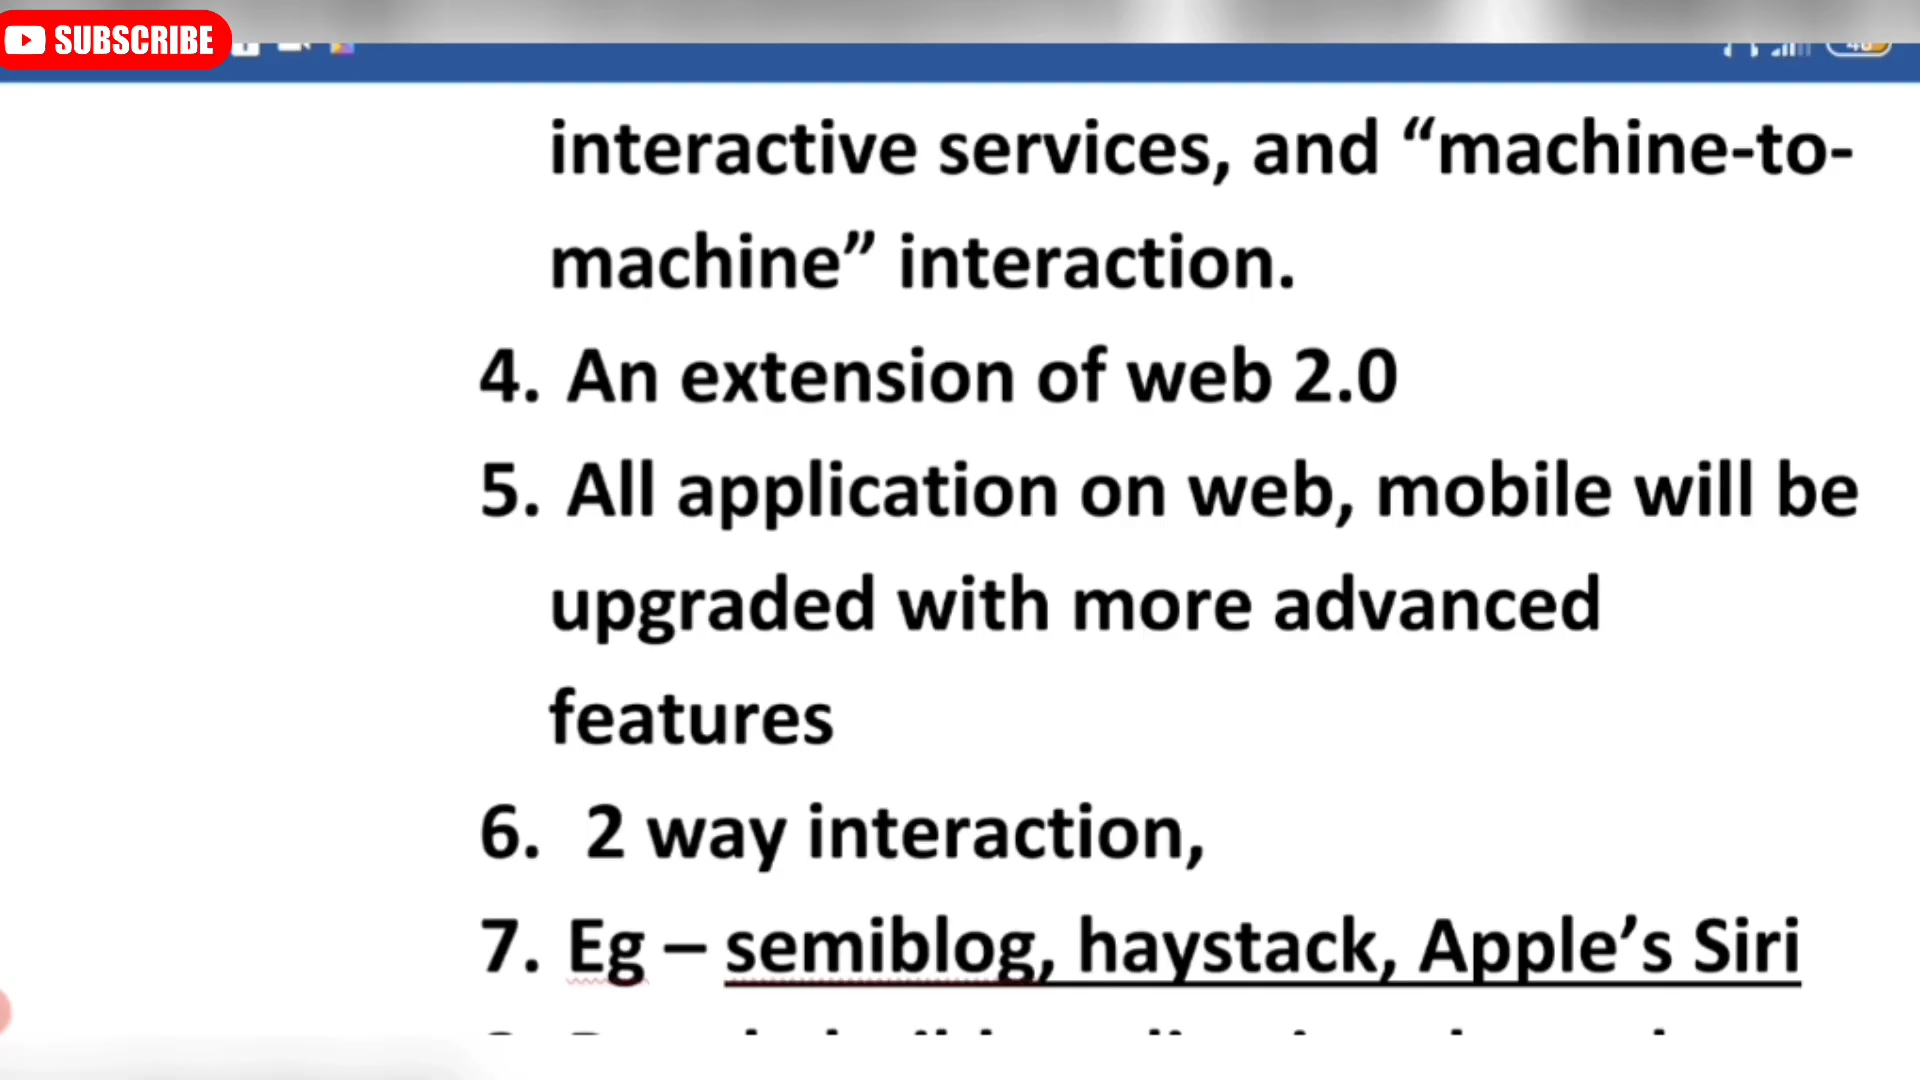 SUBSCRIBE
interactive services, and “machine-to-
machine” interaction.
4. An extension of web 2.0
5. All application on web, mobile will be
upgraded with more advanced
features
6. 2 way interaction,
7. Eg – semiblog, haystack, Apple’s Siri